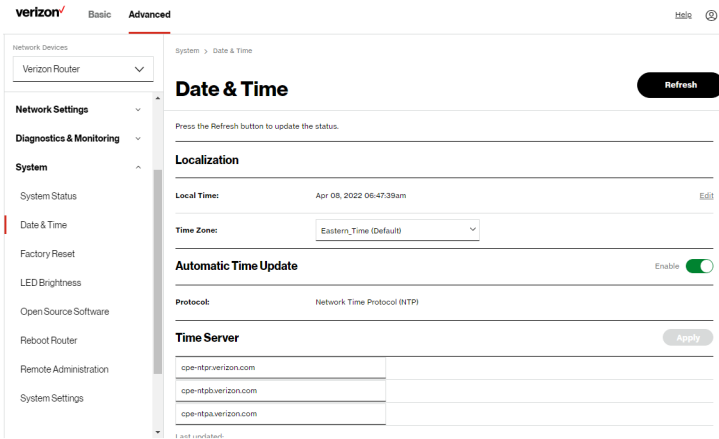 verizon
Basic
Advanced
Help
Network Devices
Verizon Router
Network Settings
Diagnostics & Monitoring
System
System Status
Date & Time
Factory Reset
LED Brightness
Open Source Software
Reboot Router
Remote Administration
System Settings
System > Date & Time
Date & Time
Refresh
Press the Refresh button to update the status.
Localization
Local Time: Apr 08, 2022 06:47:39am Edit
Time Zone: Eastern_Time (Default)
Automatic Time Update Enable
Protocol: Network Time Protocol (NTP)
Time Server Apply
cpe-ntpr.verizon.com
cpe-ntpb.verizon.com
cpe-ntpa.verizon.com
Last updated: